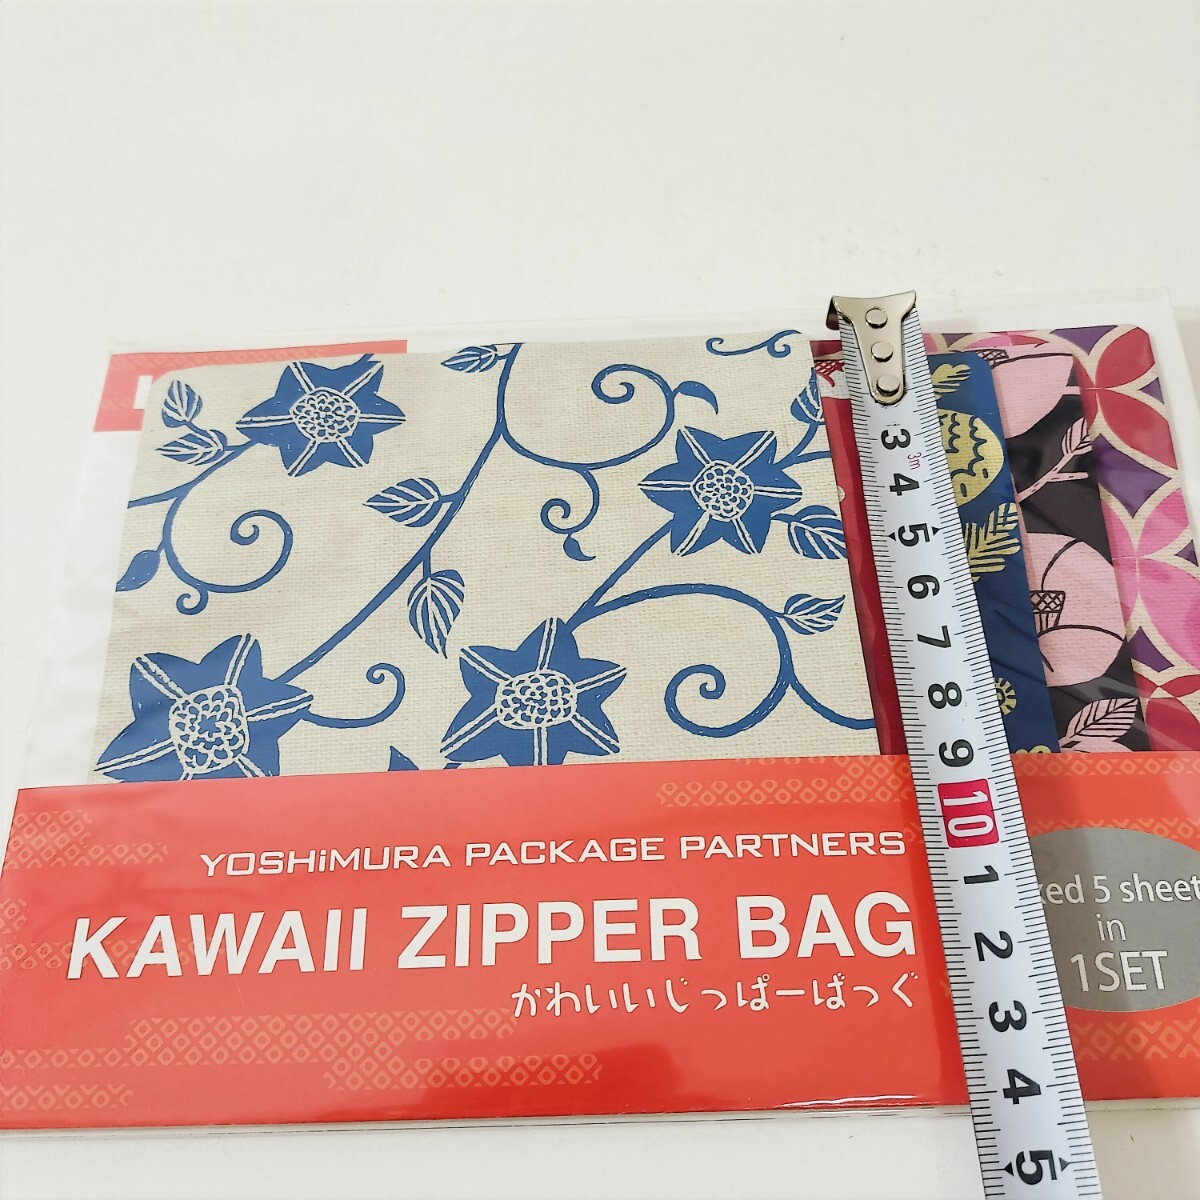 YOSHiMURA PACKAGE PARTNERS
KAWAII ZIPPER BAG
かわいいじっぱーばっぐ
5 sheet
in
1SET
3
3m
4
5
6
7
8
9
10
1
2
3
4
5